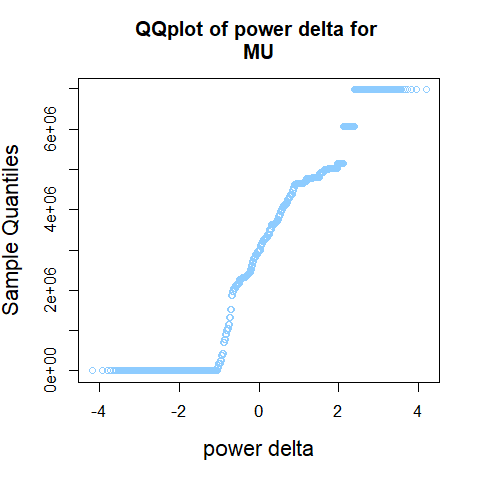 QQplot of power delta for
MU
Sample Quantiles
6e+06
4e+06
2e+06
0e+00
-4 -2 0 2 4
power delta